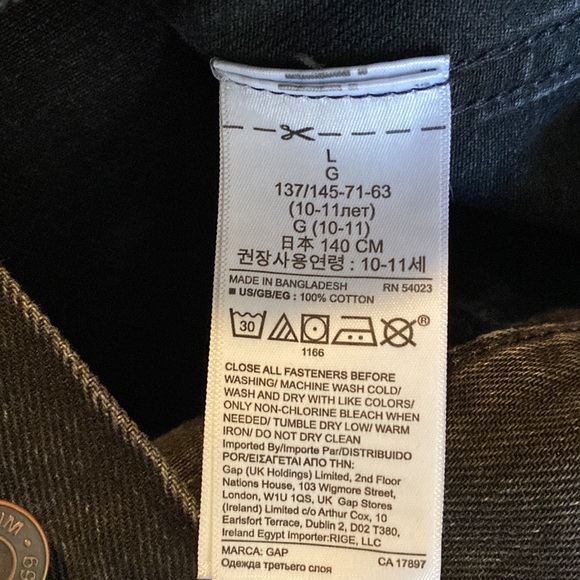 L
G
137/145-71-63
(10-11лет)
G (10-11)
日本 140 CM
권장사용연령 : 10-11세
MADE IN BANGLADESH RN 54023
■ US/GB/EG : 100% COTTON
30
1166
CLOSE ALL FASTENERS BEFORE
WASHING/ MACHINE WASH COLD/
WASH AND DRY WITH LIKE COLORS/
ONLY NON-CHLORINE BLEACH WHEN
NEEDED/ TUMBLE DRY LOW/ WARM
IRON/ DO NOT DRY CLEAN
Imported By/Importe Par/DISTRIBUIDO
POR/ΕΙΣΑΓΕΤΑΙ ΑΠΟ ΤΗΝ:
Gap (UK Holdings) Limited, 2nd Floor
Nations House, 103 Wigmore Street,
London, W1U 1QS, UK Gap Stores
(Ireland) Limited c/o Arthur Cox, 10
Earlsfort Terrace, Dublin 2, D02 T380,
Ireland Egypt importer:RIGE, LLC
MARCA: GAP CA 17897
Одежда третьего слоя